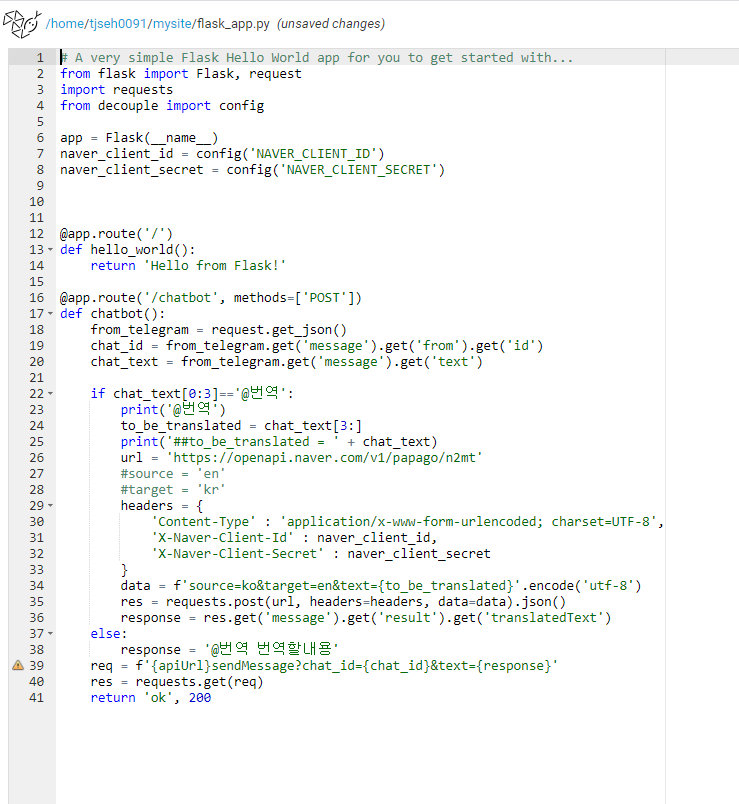 /home/tjseh0091/mysite/flask_app.py (unsaved changes)
1 # A very simple Flask Hello World app for you to get started with...
2 from flask import Flask, request
3 import requests
4 from decouple import config
5
6 app = Flask(__name__)
7 naver_client_id = config('NAVER_CLIENT_ID')
8 naver_client_secret = config('NAVER_CLIENT_SECRET')
9
10
11
12 @app.route('/')
13 def hello_world():
14     return 'Hello from Flask!'
15
16 @app.route('/chatbot', methods=['POST'])
17 def chatbot():
18     from_telegram = request.get_json()
19     chat_id = from_telegram.get('message').get('from').get('id')
20     chat_text = from_telegram.get('message').get('text')
21
22     if chat_text[0:3]=='@번역':
23         print('@번역')
24         to_be_translated = chat_text[3:]
25         print('##to_be_translated = ' + chat_text)
26         url = 'https://openapi.naver.com/v1/papago/n2mt'
27         #source = 'en'
28         #target = 'kr'
29         headers = {
30             'Content-Type' : 'application/x-www-form-urlencoded; charset=UTF-8',
31             'X-Naver-Client-Id' : naver_client_id,
32             'X-Naver-Client-Secret' : naver_client_secret
33         }
34         data = f'source=ko&target=en&text={to_be_translated}'.encode('utf-8')
35         res = requests.post(url, headers=headers, data=data).json()
36         response = res.get('message').get('result').get('translatedText')
37     else:
38         response = '@번역 번역할내용'
39     req = f'{apiUrl}sendMessage?chat_id={chat_id}&text={response}'
40     res = requests.get(req)
41     return 'ok', 200